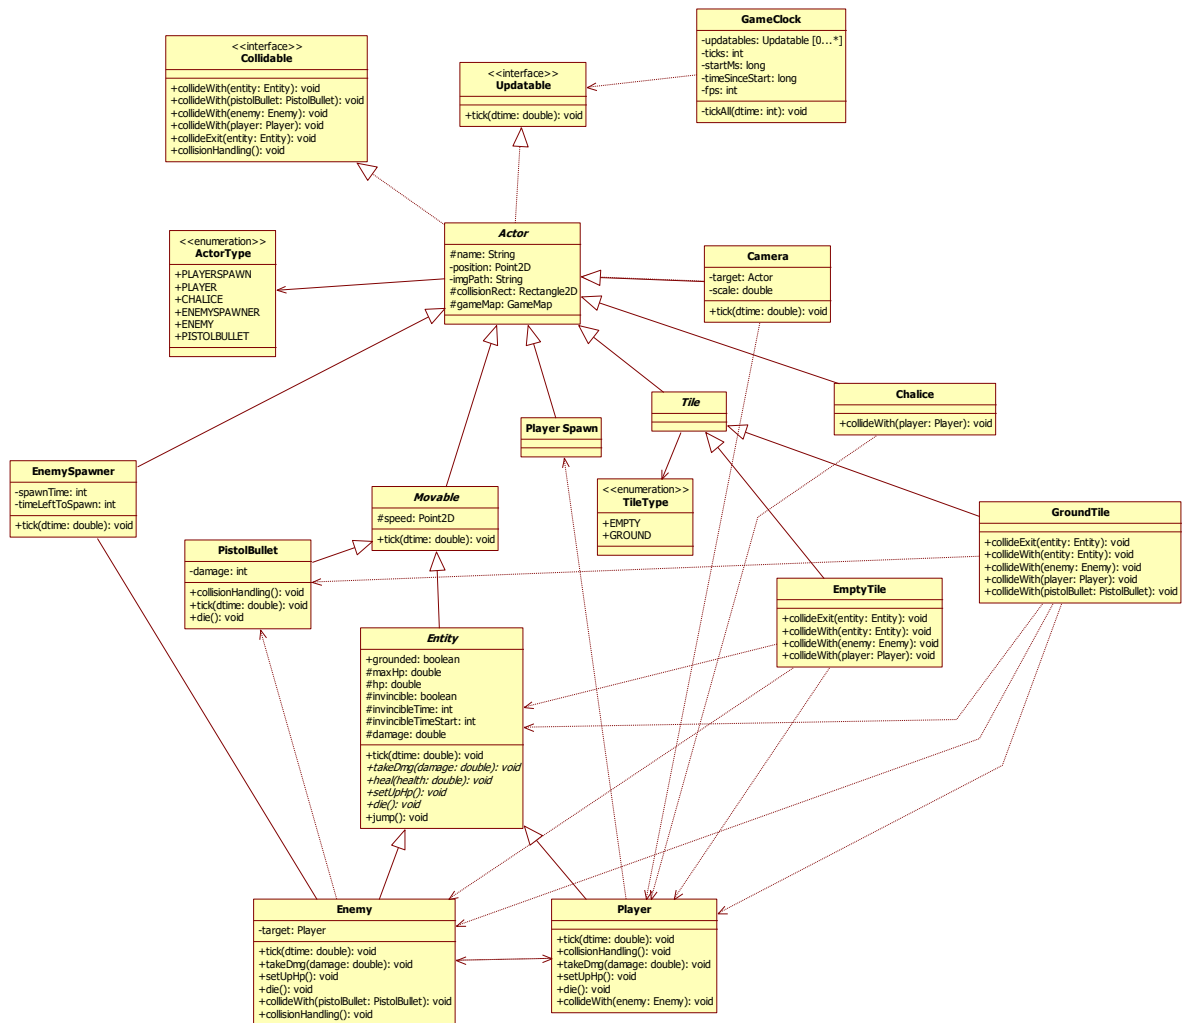 GameClock
-updatables: Updatable [0...*]
-ticks: int
-startMs: long
-timeSinceStart: long
-fps: int
-tickAll(dtime: int): void
<<interface>>
Collidable
+collideWith(entity: Entity): void
+collideWith(pistolBullet: PistolBullet): void
+collideWith(enemy: Enemy): void
+collideWith(player: Player): void
+collideExit(entity: Entity): void
+collisionHandling(): void
<<interface>>
Updatable
+tick(dtime: double): void
Actor
#name: String
-position: Point2D
-imgPath: String
#collisionRect: Rectangle2D
#gameMap: GameMap
<<enumeration>>
ActorType
+PLAYERSPAWN
+PLAYER
+CHALICE
+ENEMYSPAWNER
+ENEMY
+PISTOLBULLET
Camera
-target: Actor
-scale: double
+tick(dtime: double): void
Chalice
+collideWith(player: Player): void
Tile
Player Spawn
EnemySpawner
-spawnTime: int
-timeLeftToSpawn: int
+tick(dtime: double): void
<<enumeration>>
TileType
+EMPTY
+GROUND
Movable
#speed: Point2D
+tick(dtime: double): void
GroundTile
+collideExit(entity: Entity): void
+collideWith(entity: Entity): void
+collideWith(enemy: Enemy): void
+collideWith(player: Player): void
+collideWith(pistolBullet: PistolBullet): void
PistolBullet
-damage: int
+collisionHandling(): void
+tick(dtime: double): void
+die(): void
EmptyTile
+collideExit(entity: Entity): void
+collideWith(entity: Entity): void
+collideWith(enemy: Enemy): void
+collideWith(player: Player): void
Entity
+grounded: boolean
#maxHp: double
#hp: double
#invincible: boolean
#invincibleTime: int
#invincibleTimeStart: int
#damage: double
+tick(dtime: double): void
+takeDmg(damage: double): void
+heal(health: double): void
+setUpHp(): void
+die(): void
+jump(): void
Enemy
-target: Player
+tick(dtime: double): void
+takeDmg(damage: double): void
+setUpHp(): void
+die(): void
+collideWith(pistolBullet: PistolBullet): void
+collisionHandling(): void
Player
+tick(dtime: double): void
+collisionHandling(): void
+takeDmg(damage: double): void
+setUpHp(): void
+die(): void
+collideWith(enemy: Enemy): void